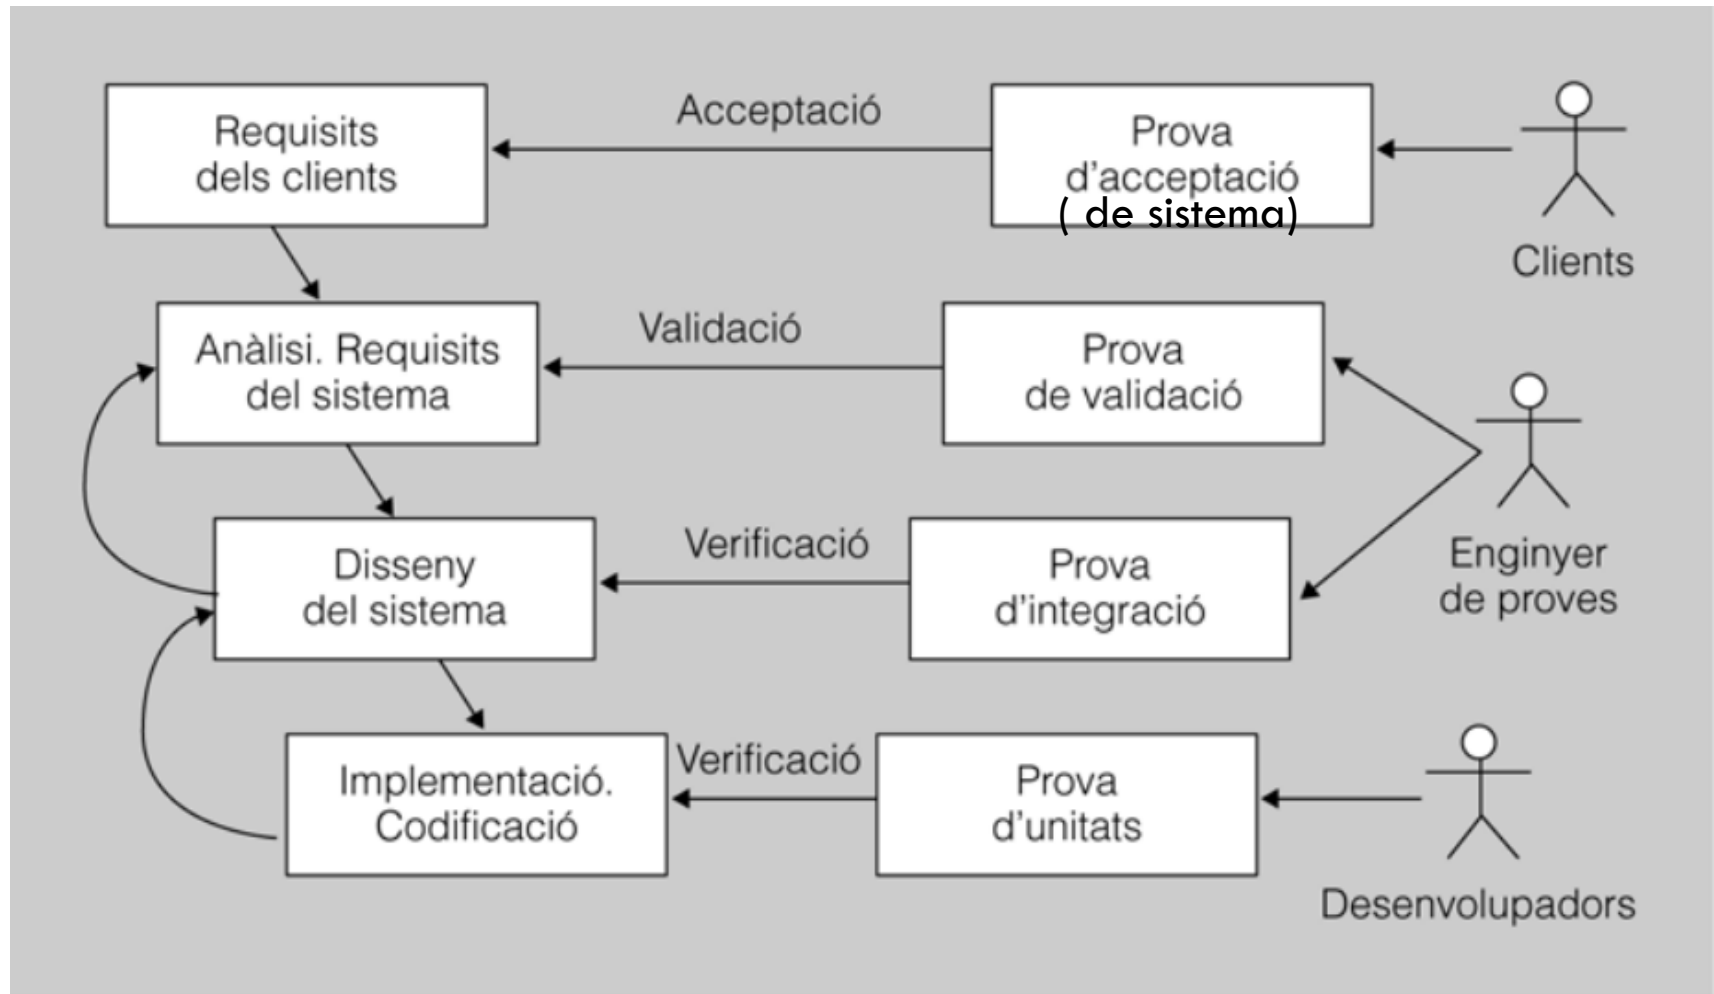 Requisits
dels clients
Acceptació
Prova
d'acceptació
( de sistema)
Clients
Anàlisi. Requisits
del sistema
Validació
Prova
de validació
Enginyer
de proves
Disseny
del sistema
Verificació
Prova
d'integració
Implementació.
Codificació
Verificació
Prova
d'unitats
Desenvolupadors